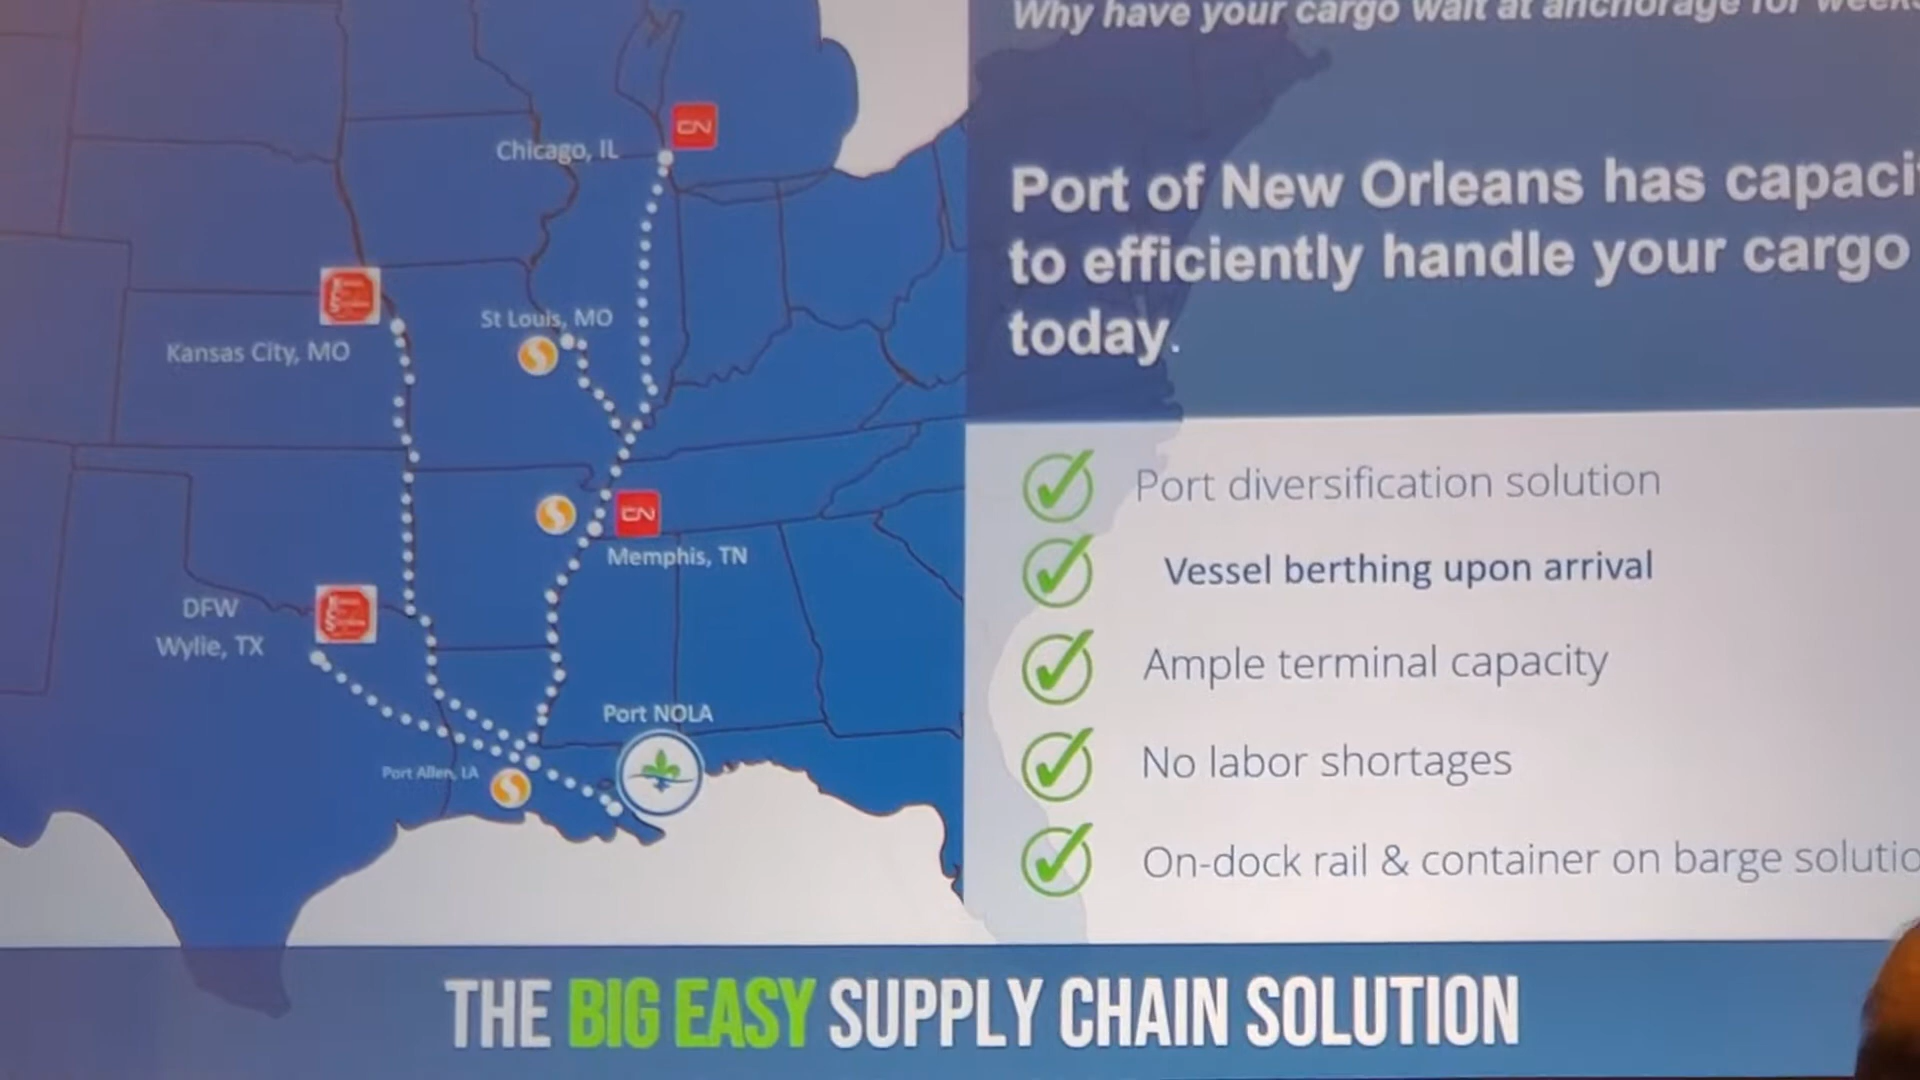 Why have your cargo wait at anchorage for weeks
Port of New Orleans has capaci
to efficiently handle your cargo
today.
Chicago, IL
CN
Kansas City, MO
St Louis, MO
CN
Memphis, TN
DFW
Wylie, TX
Port NOLA
Port Allen, LA
Port diversification solution
Vessel berthing upon arrival
Ample terminal capacity
No labor shortages
On-dock rail & container on barge solutio
THE BIG EASY SUPPLY CHAIN SOLUTION